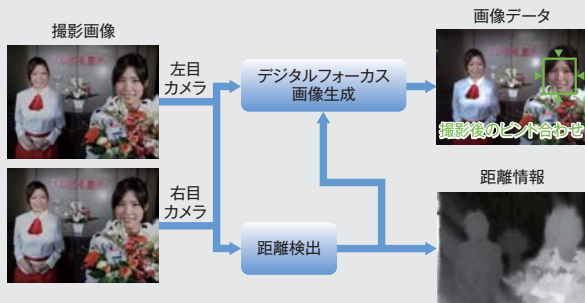 撮影画像
左目
カメラ
右目
カメラ
デジタルフォーカス
画像生成
距離検出
画像データ
撮影後のピント合わせ
距離情報